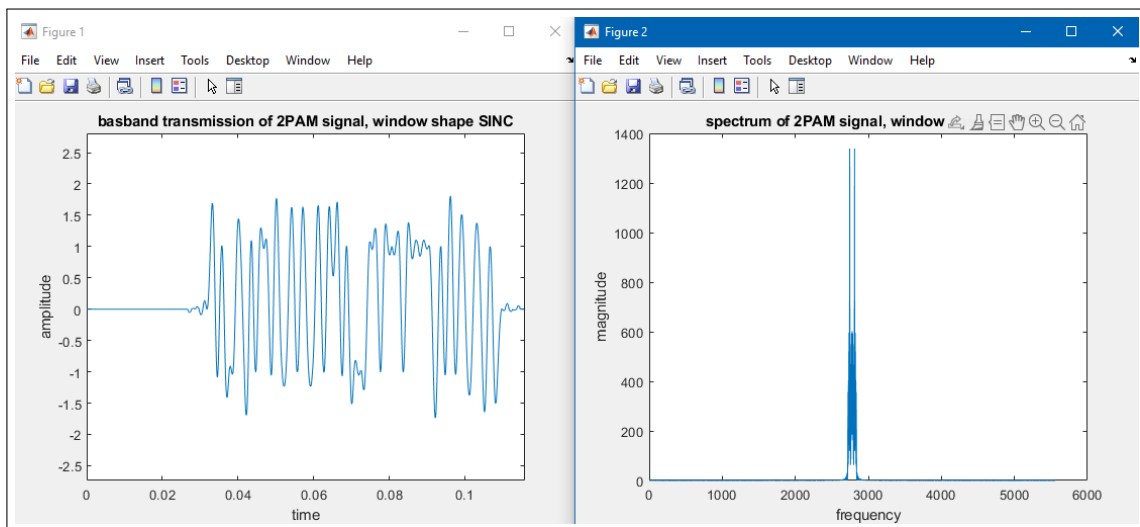 Figure 1
File Edit View Insert Tools Desktop Window Help
basband transmission of 2PAM signal, window shape SINC
2.5
2
1.5
1
0.5
0
-0.5
-1
-1.5
-2
-2.5
amplitude
0 0.02 0.04 0.06 0.08 0.1
time
Figure 2
File Edit View Insert Tools Desktop Window Help
spectrum of 2PAM signal, window
1400
1200
1000
800
600
400
200
0
magnitude
0 1000 2000 3000 4000 5000 6000
frequency